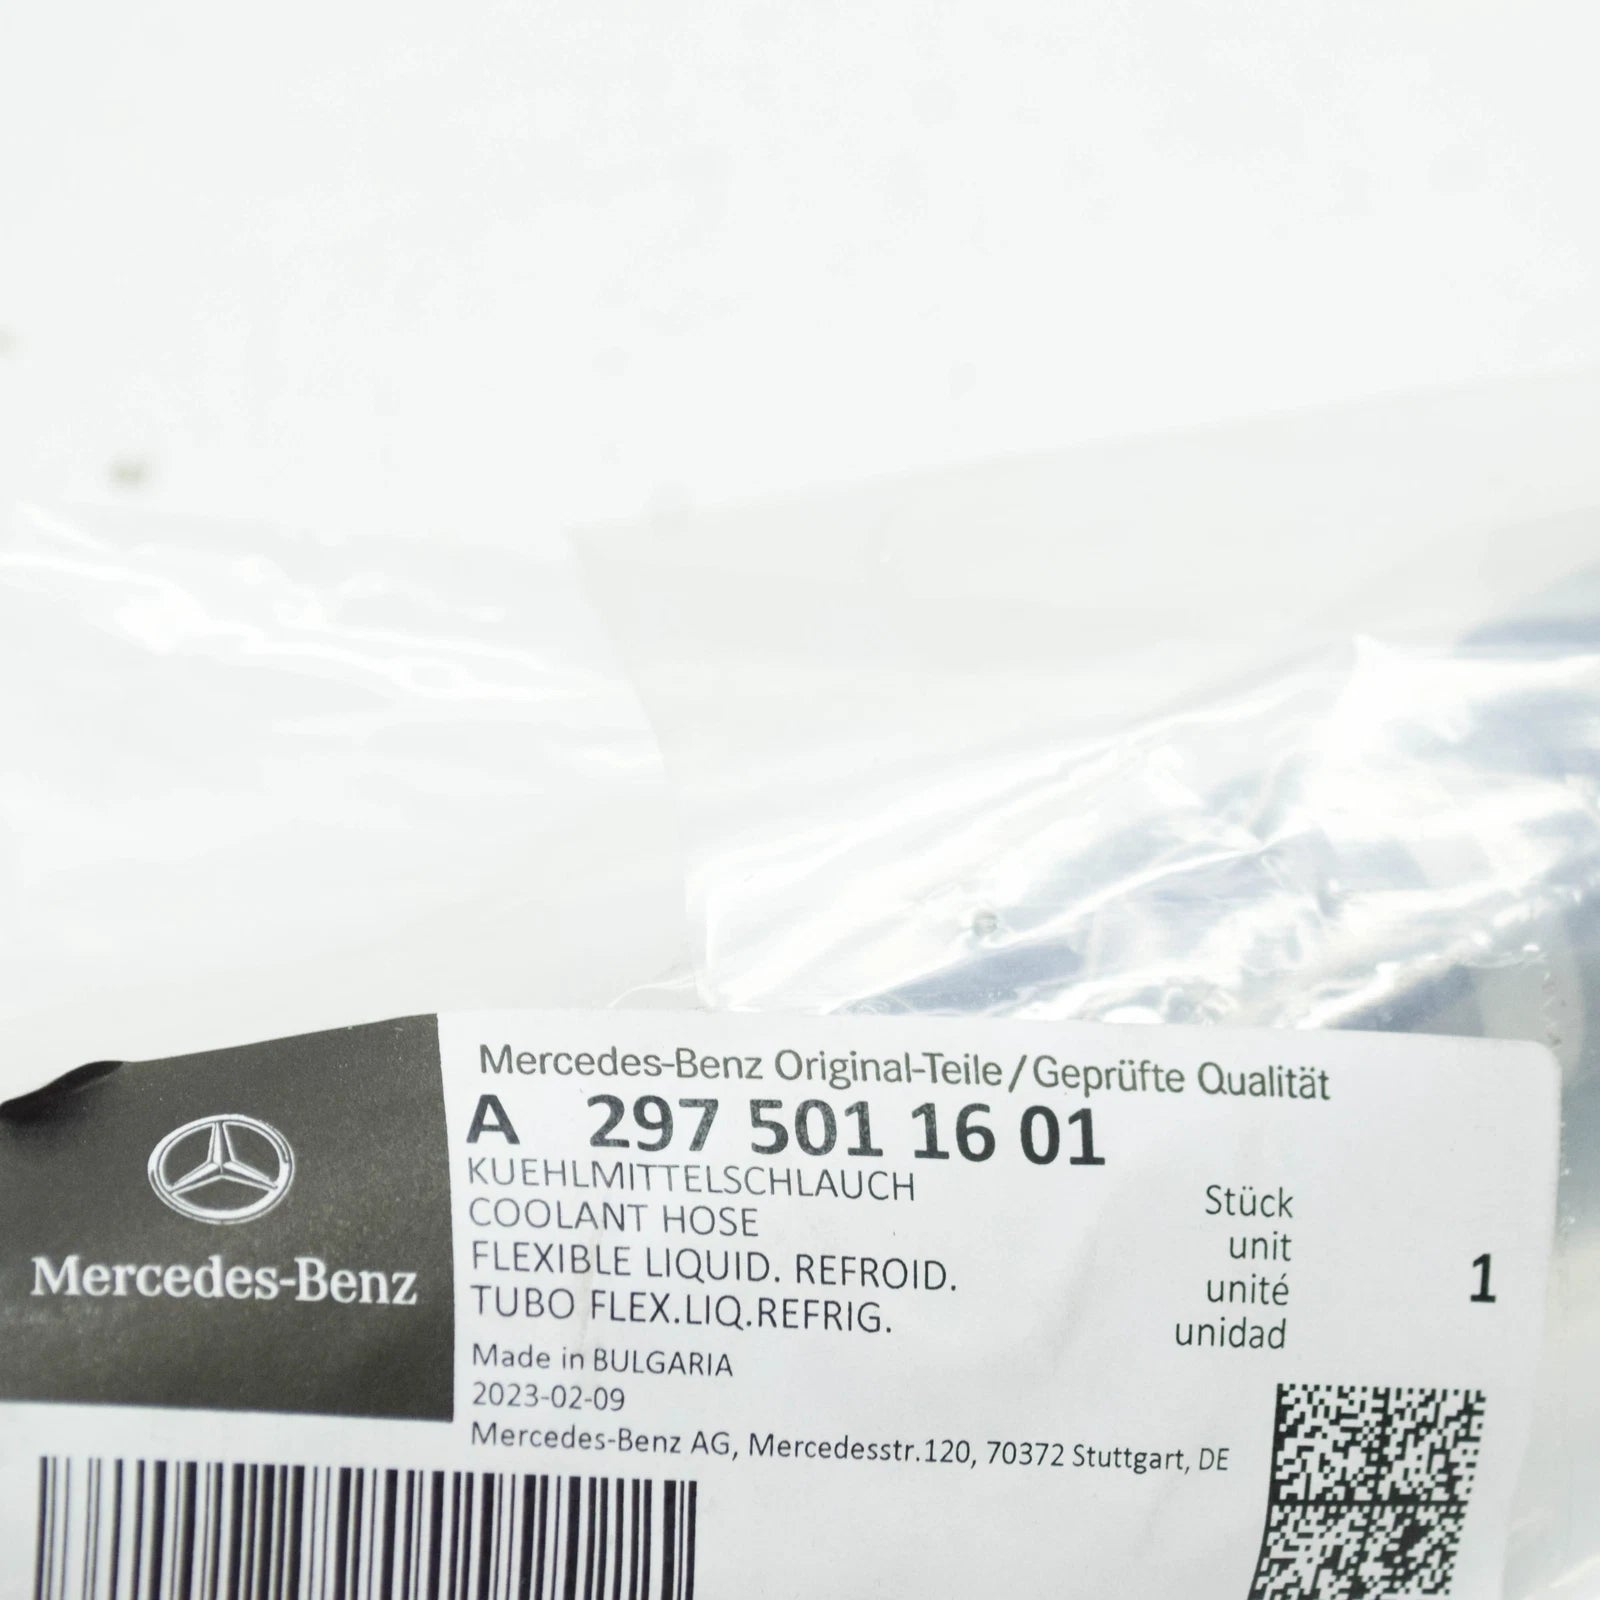 Mercedes-Benz Original-Teile/Geprüfte Qualität
A 297 501 16 01
KUEHLMITTELSCHLAUCH
COOLANT HOSE
FLEXIBLE LIQUID. REFROID.
TUBO FLEX.LIQ.REFRIG.
Stück
unit
unité
unidad
1
Made in BULGARIA
2023-02-09
Mercedes-Benz AG, Mercedesstr.120, 70372 Stuttgart, DE
Mercedes-Benz